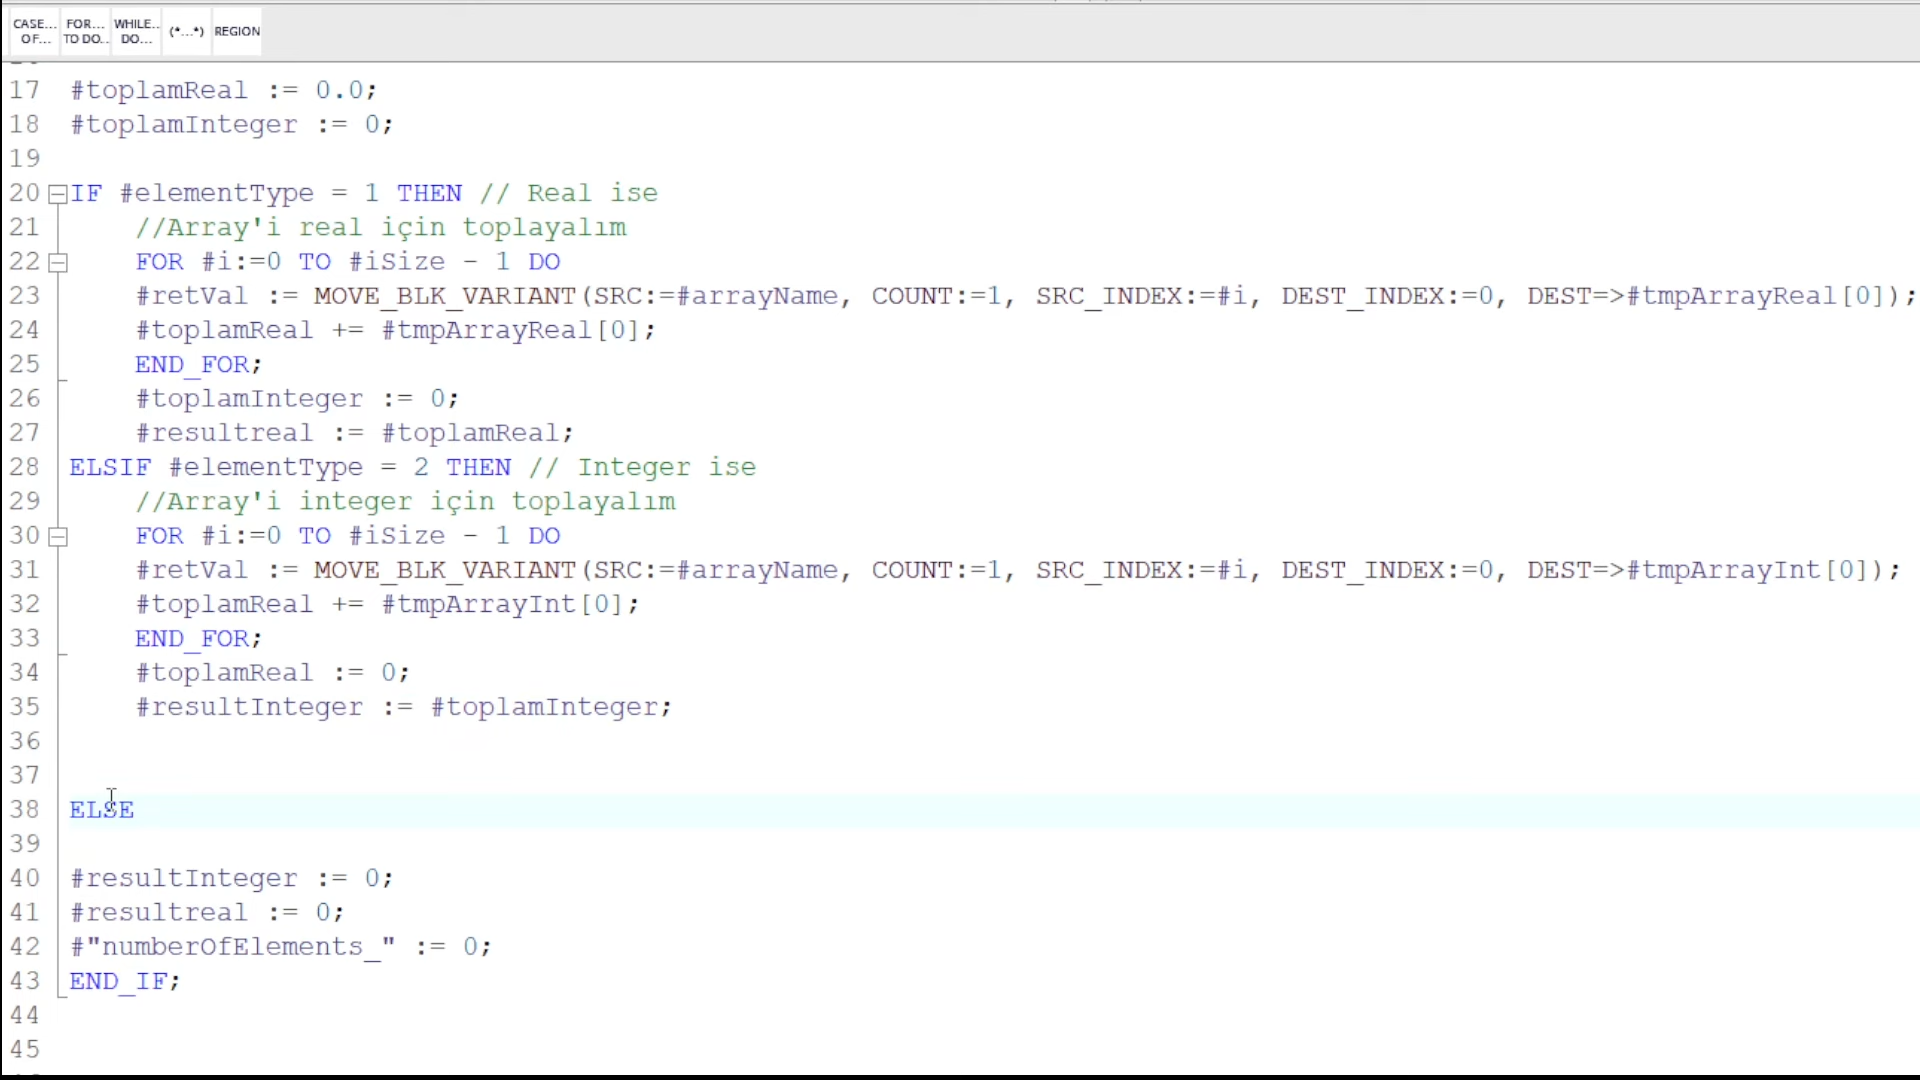 CASE... FOR... WHILE.. (*...*) REGION
OF... TO DO... DO...
17 #toplamReal := 0.0;
18 #toplamInteger := 0;
19
20 IF #elementType = 1 THEN // Real ise
21 //Array'i real için toplayalım
22 FOR #i:=0 TO #iSize - 1 DO
23 #retVal := MOVE_BLK_VARIANT(SRC:=#arrayName, COUNT:=1, SRC_INDEX:=#i, DEST_INDEX:=0, DEST=>#tmpArrayReal[0]);
24 #toplamReal += #tmpArrayReal[0];
25 END_FOR;
26 #toplamInteger := 0;
27 #resultreal := #toplamReal;
28 ELSIF #elementType = 2 THEN // Integer ise
29 //Array'i integer için toplayalım
30 FOR #i:=0 TO #iSize - 1 DO
31 #retVal := MOVE_BLK_VARIANT(SRC:=#arrayName, COUNT:=1, SRC_INDEX:=#i, DEST_INDEX:=0, DEST=>#tmpArrayInt[0]);
32 #toplamReal += #tmpArrayInt[0];
33 END_FOR;
34 #toplamReal := 0;
35 #resultInteger := #toplamInteger;
36
37
38 ELSE
39
40 #resultInteger := 0;
41 #resultreal := 0;
42 #"numberOfElements_" := 0;
43 END_IF;
44
45